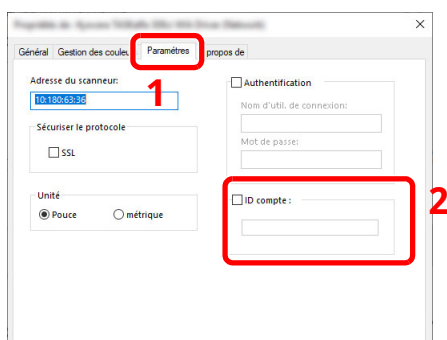 Général Gestion des couleu Paramètres propos de
1
Adresse du scanneur:
10:180:63:36
Sécuriser le protocole
SSL
Unité
Pouce métrique
Authentification
Nom d'util. de connexion:
Mot de passe:
ID compte :
2